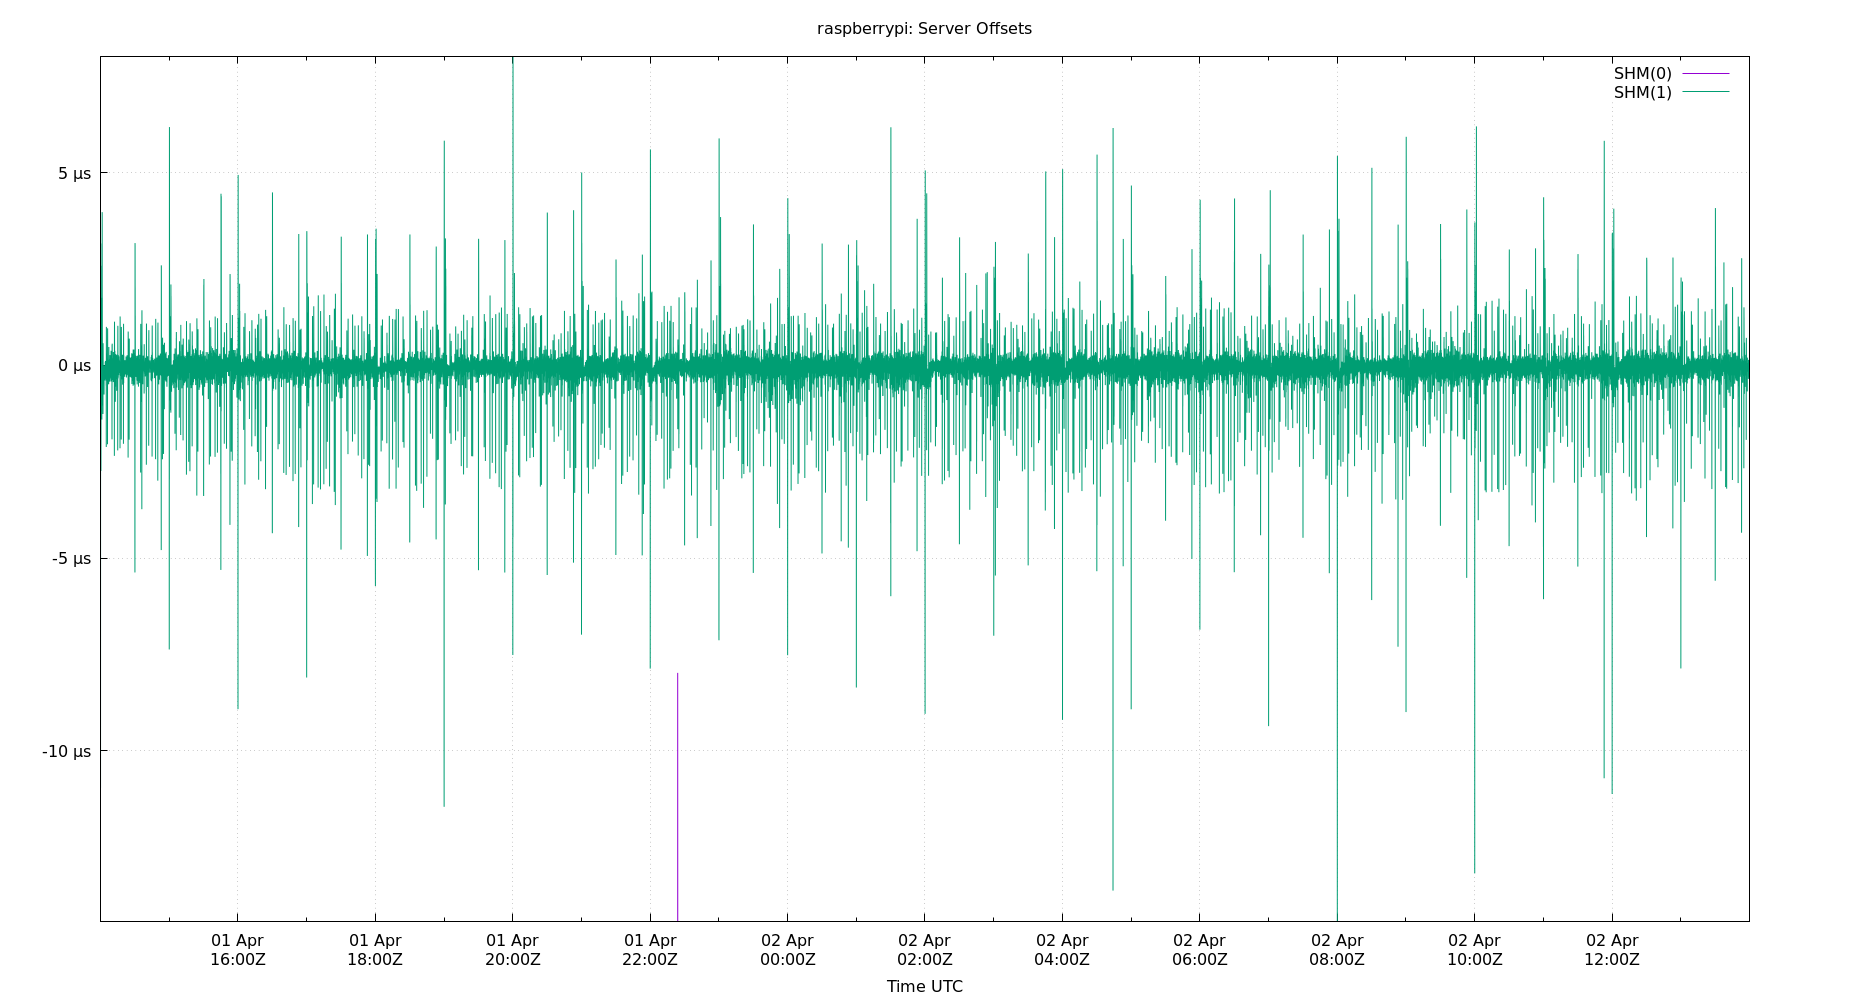 raspberrypi: Server Offsets
SHM(0)
SHM(1)
5 µs
0 µs
-5 µs
-10 µs
01 Apr 01 Apr 01 Apr 01 Apr 02 Apr 02 Apr 02 Apr 02 Apr 02 Apr 02 Apr 02 Apr
16:00Z 18:00Z 20:00Z 22:00Z 00:00Z 02:00Z 04:00Z 06:00Z 08:00Z 10:00Z 12:00Z
Time UTC